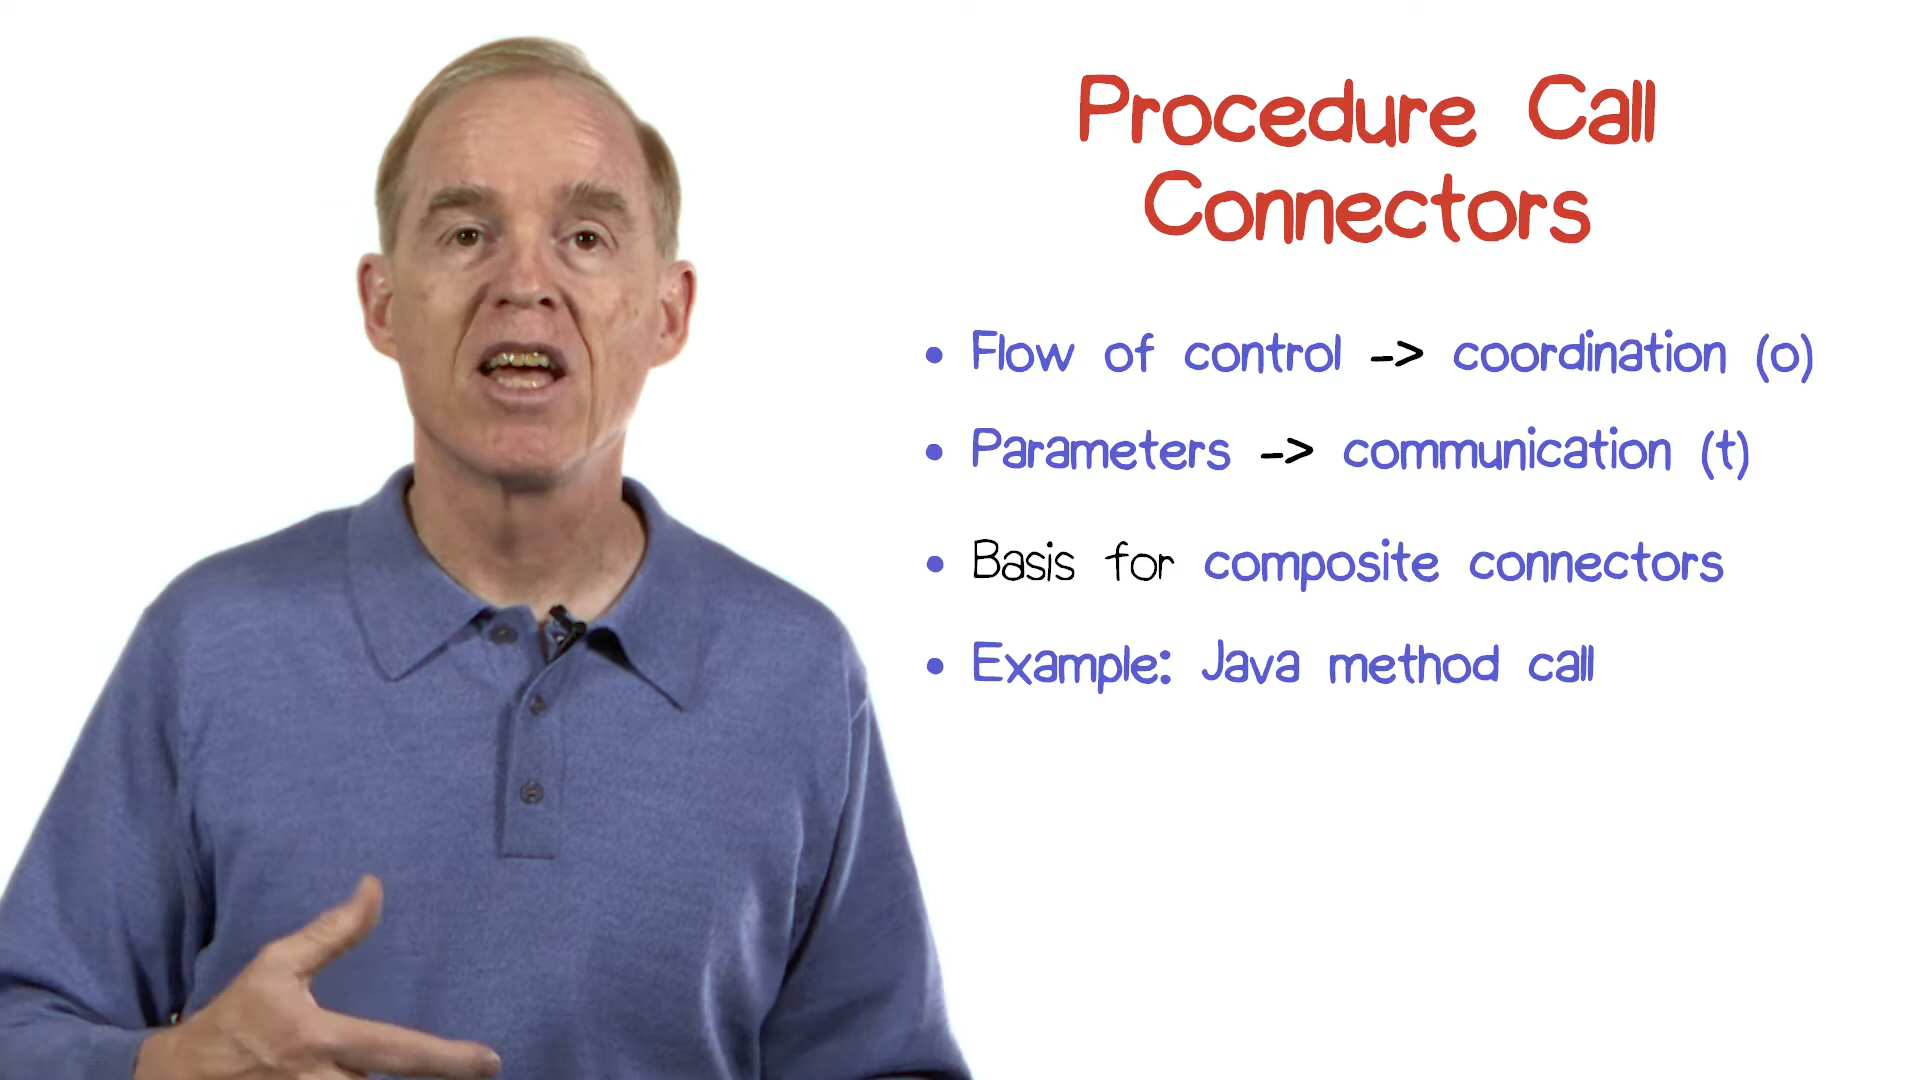 Procedure Call
Connectors
• Flow of control -> coordination (o)
• Parameters -> communication (t)
• Basis for composite connectors
• Example: Java method call